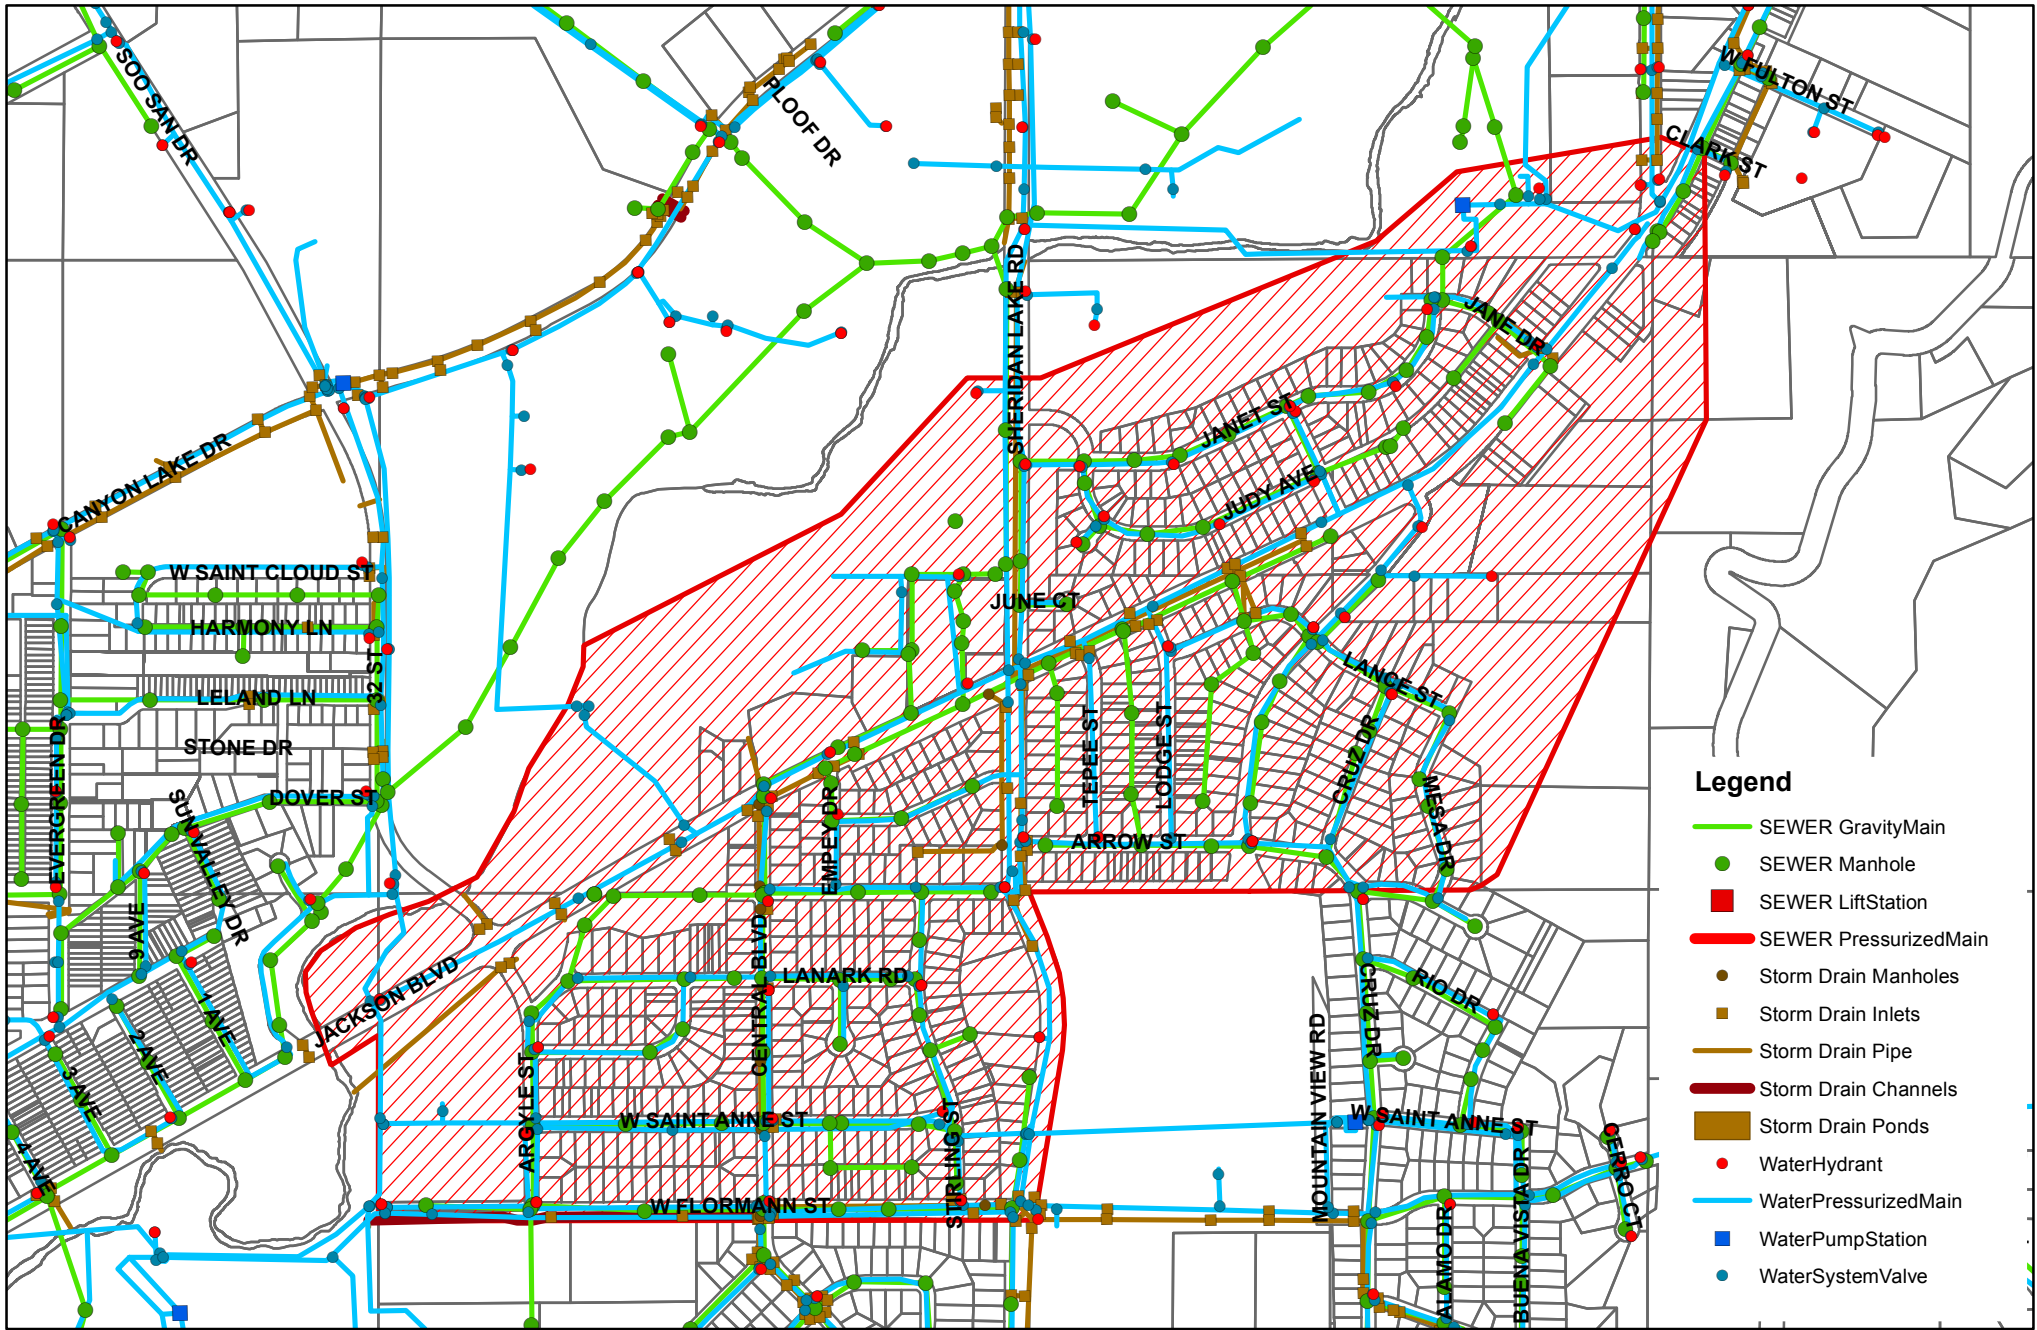 SOO SAN DR
PLOOF DR
W FULTON ST
CLARK ST
SHERIDAN LAKE RD
JANE DR
JANET ST
JUDY AVE
CANYON LAKE DR
W SAINT CLOUD ST
HARMONY LN
JUNE CT
32 ST
LELAND LN
LANCE ST
EVERGREEN DR
STONE DR
TEPEE ST
LODGE ST
CRUZ DR
MESA DR
DOVER ST
SUNVALLEY DR
EMPEY DR
ARROW ST
9 AVE
CENTRAL BLVD
LANARK RD
JACKSON BLVD
1 AVE
2 AVE
3 AVE
4 AVE
ARGYLE ST
W SAINT ANNE ST
STIRLING ST
W FLORMANN ST
MOUNTAIN VIEW RD
CRUZ DR
RIO DR
W SAINT ANNE ST
CERRO CT
ALAMO DR
BUENA VISTA DR
Legend
SEWER GravityMain
SEWER Manhole
SEWER LiftStation
SEWER PressurizedMain
Storm Drain Manholes
Storm Drain Inlets
Storm Drain Pipe
Storm Drain Channels
Storm Drain Ponds
WaterHydrant
WaterPressurizedMain
WaterPumpStation
WaterSystemValve